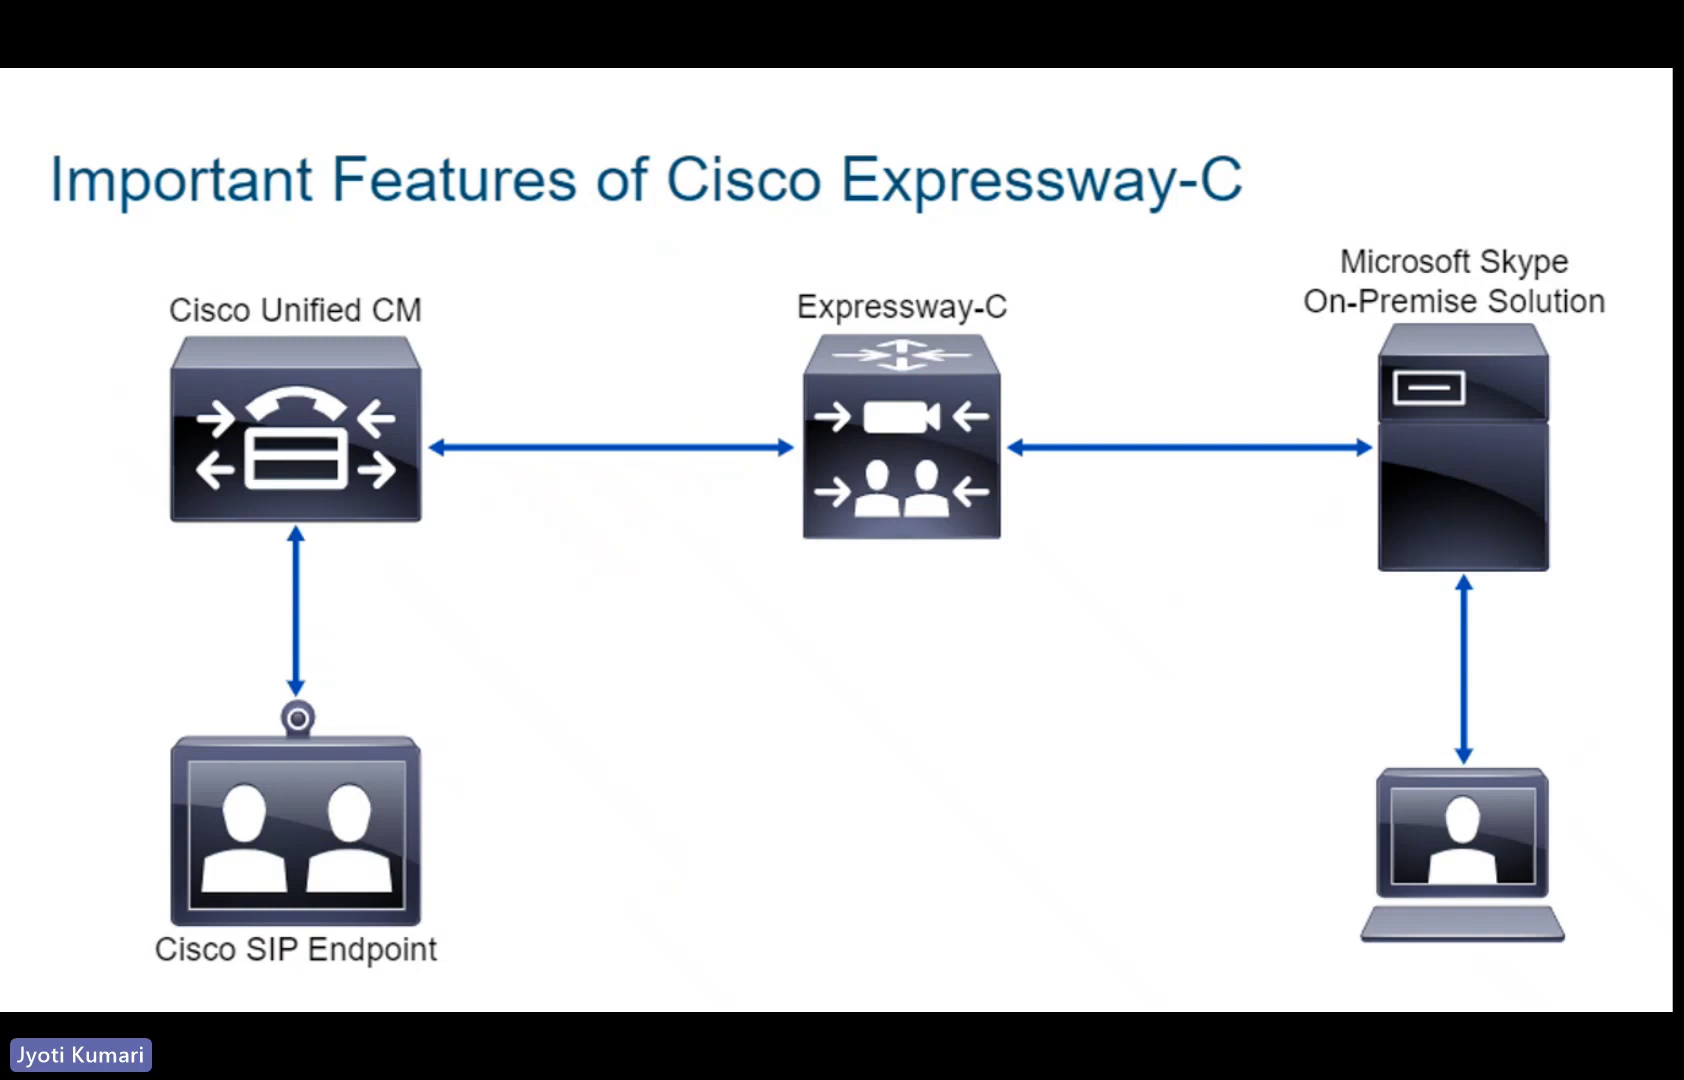 Important Features of Cisco Expressway-C
Microsoft Skype
On-Premise Solution
Cisco Unified CM
Expressway-C
Cisco SIP Endpoint
Jyoti Kumari